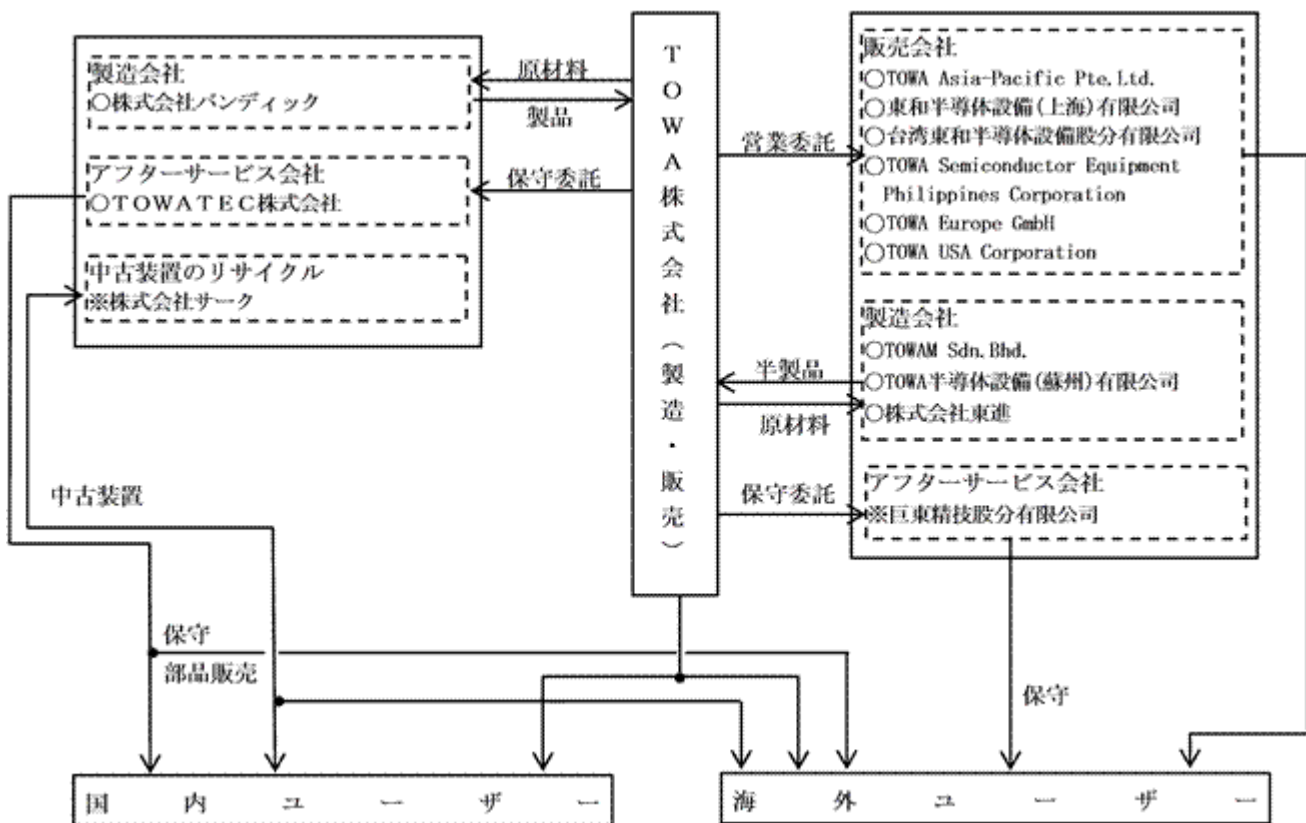 製造会社
○株式会社バンディック
アフターサービス会社
○ＴＯＷＡＴＥＣ株式会社
中古装置のリサイクル
※株式会社サーク
原材料
製品
保守委託
ＴＯＷＡ株式会社（製造・販売）
営業委託
半製品
原材料
保守委託
販売会社
○TOWA Asia-Pacific Pte.Ltd.
○東和半導体設備(上海)有限公司
○台湾東和半導体設備股分有限公司
○TOWA Semiconductor Equipment
Philippines Corporation
○TOWA Europe GmbH
○TOWA USA Corporation
製造会社
○TOWAM Sdn.Bhd.
○TOWA半導体設備(蘇州)有限公司
○株式会社東進
アフターサービス会社
※巨東精技股分有限公司
中古装置
保守
部品販売
保守
国内ユーザー
海外ユーザー